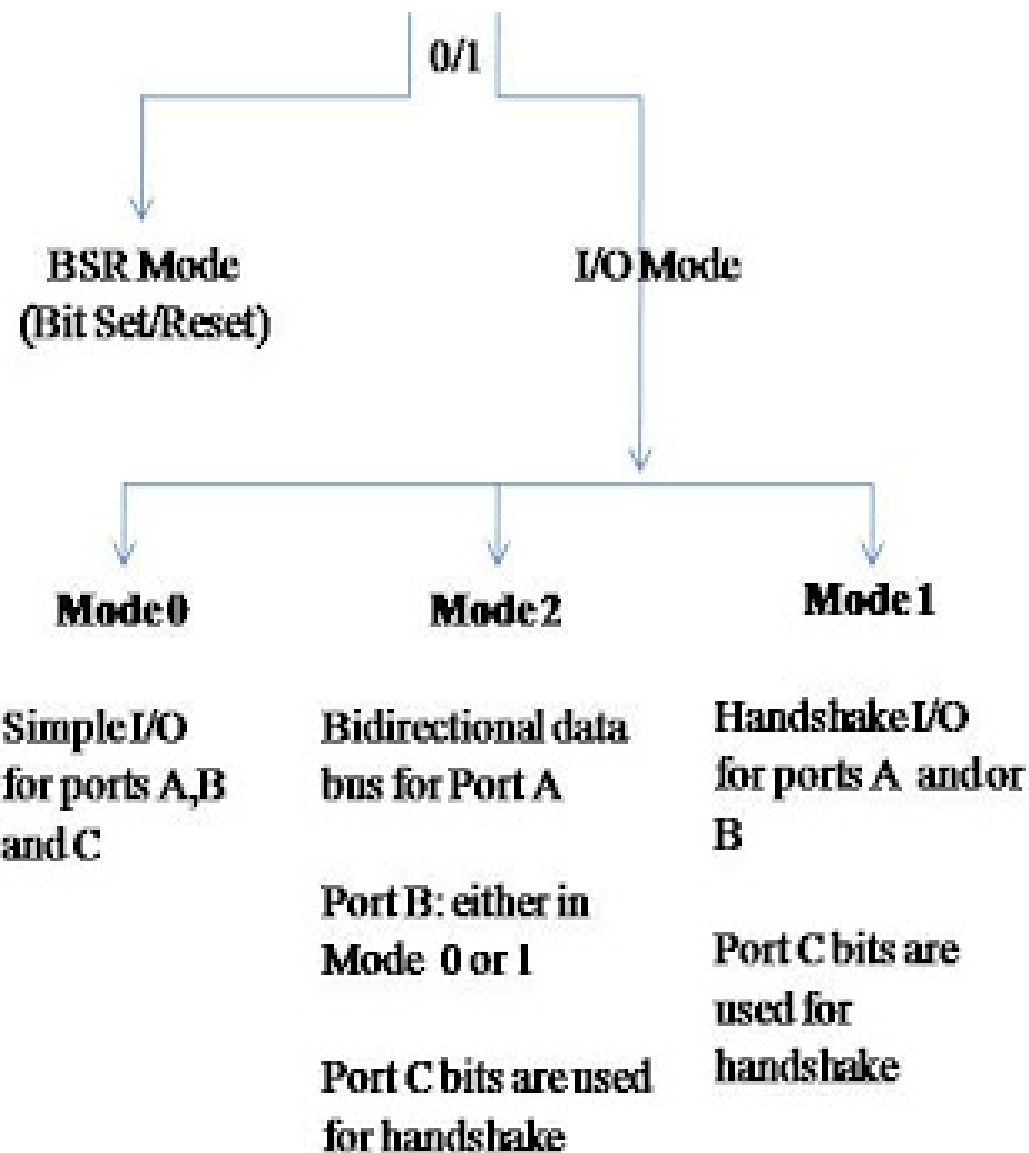 0/1
BSR Mode
(Bit Set/Reset)
I/O Mode
Mode 0
Simple I/O
for ports A,B
and C
Mode 2
Bidirectional data
bus for Port A
Port B: either in
Mode 0 or 1
Port C bits are used
for handshake
Mode 1
Handshake I/O
for ports A and or
B
Port C bits are
used for
handshake